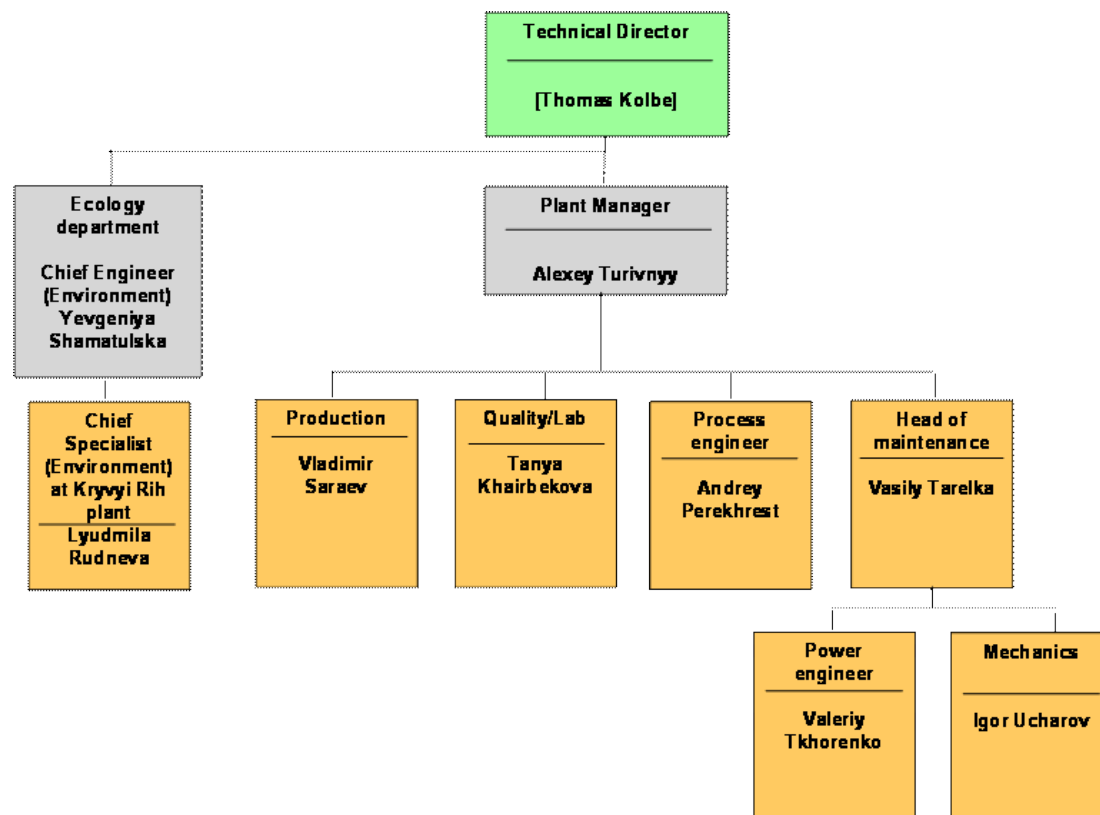 Technical Director
[Thomas Kolbe]
Ecology
department
Chief Engineer
(Environment)
Yevgeniya
Shamatulska
Plant Manager
Alexey Turivnyy
Chief
Specialist
(Environment)
at Kryvyi Rih
plant
Lyudmila
Rudneva
Production
Vladimir
Saraev
Quality/Lab
Tanya
Khairbekova
Process
engineer
Andrey
Perekhrest
Head of
maintenance
Vasily Tarelka
Power
engineer
Valeriy
Tkhorenko
Mechanics
Igor Ucharov